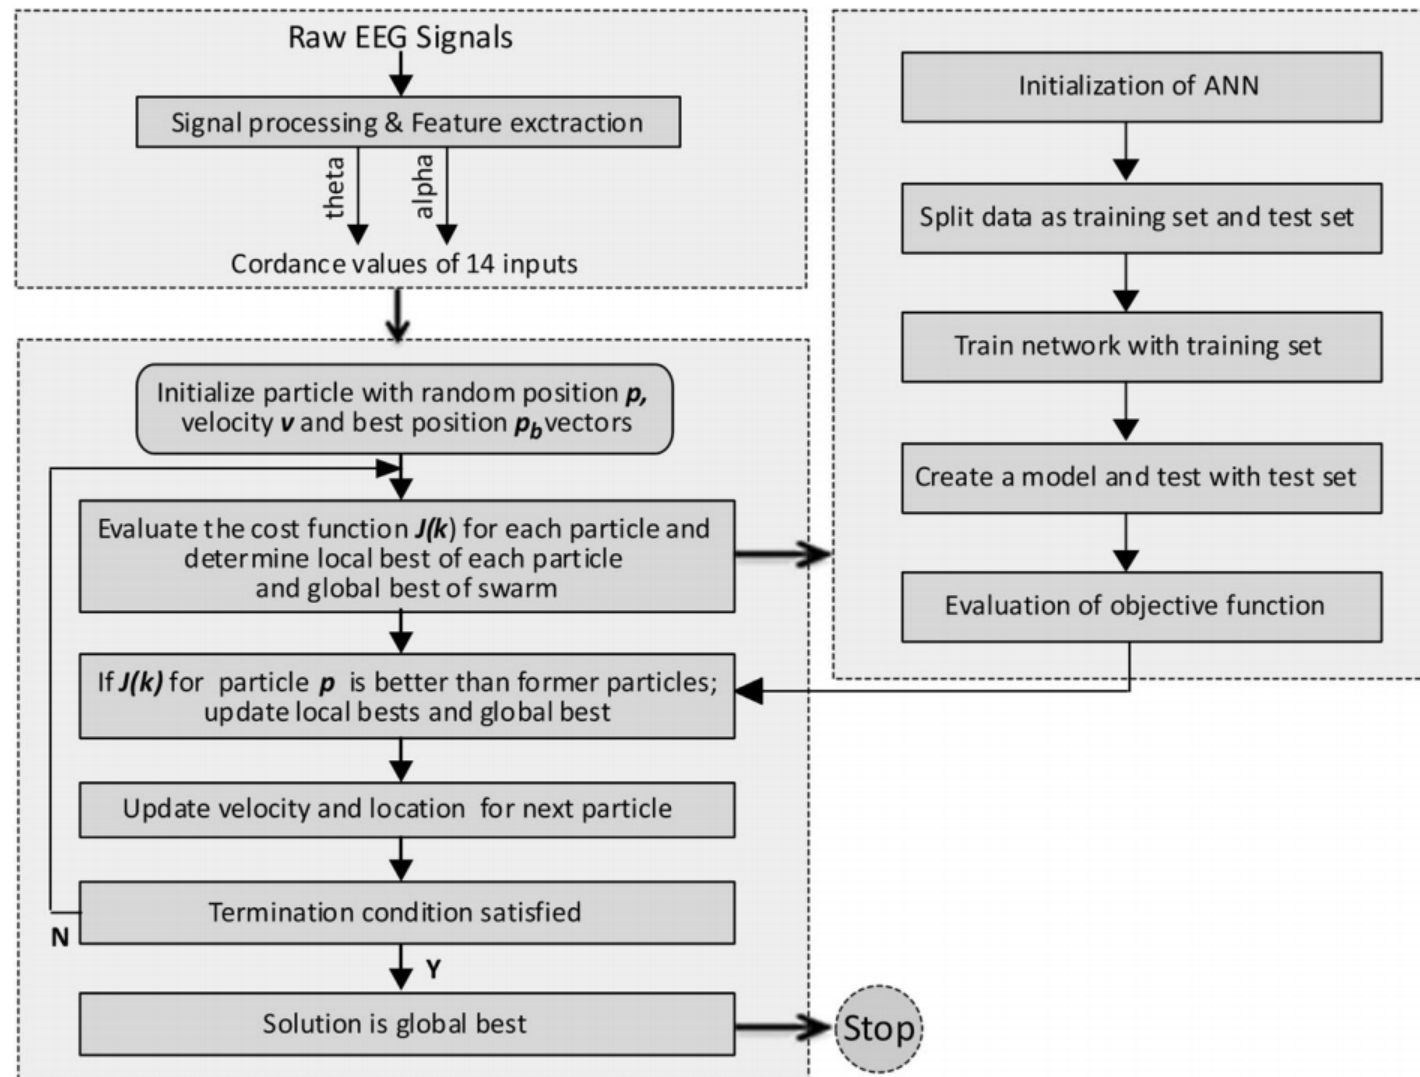 Raw EEG Signals
Signal processing & Feature exctraction
theta
alpha
Cordance values of 14 inputs
Initialize particle with random position p,
velocity v and best position pb vectors
Evaluate the cost function J(k) for each particle and
determine local best of each particle
and global best of swarm
If J(k) for particle p is better than former particles;
update local bests and global best
Update velocity and location for next particle
Termination condition satisfied
N
Y
Solution is global best
Stop
Initialization of ANN
Split data as training set and test set
Train network with training set
Create a model and test with test set
Evaluation of objective function